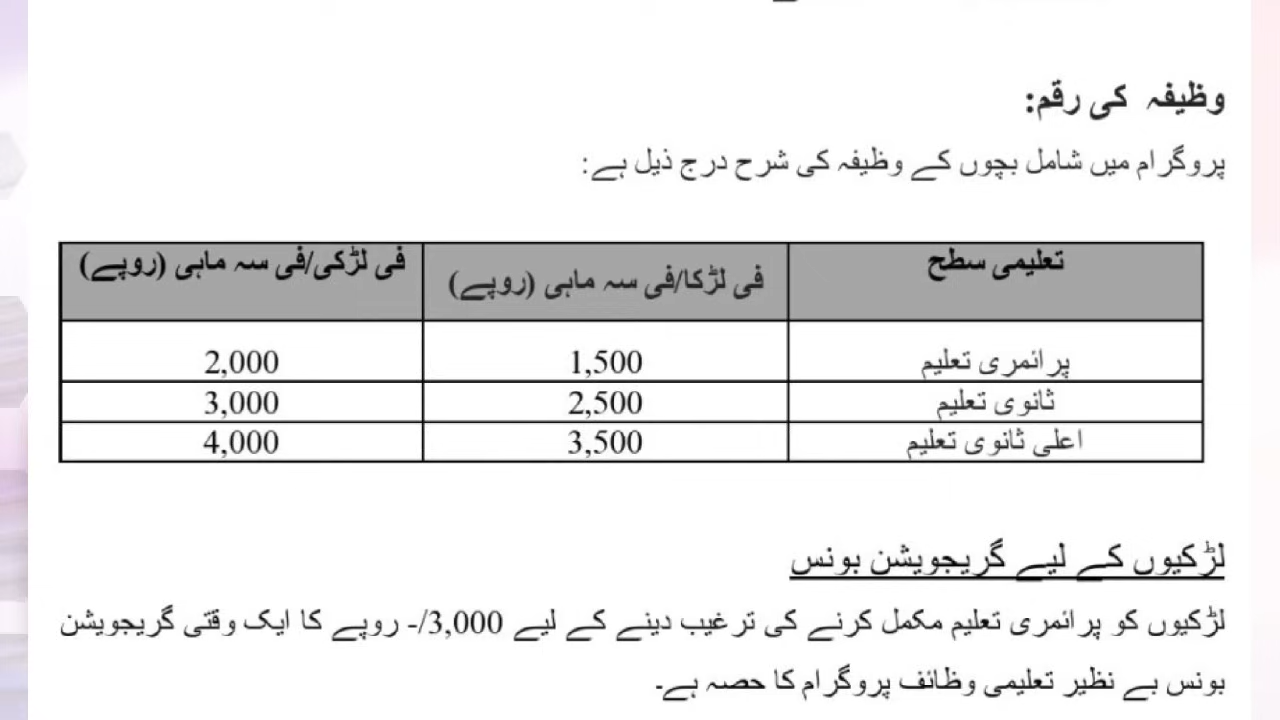 وظیفہ کی رقم:
پروگرام میں شامل بچوں کے وظیفہ کی شرح درج ذیل ہے:
تعلیمی سطح فی لڑکا/فی سہ ماہی (روپے) فی لڑکی/فی سہ ماہی (روپے)
پرائمری تعلیم 1,500 2,000
ثانوی تعلیم 2,500 3,000
اعلی ثانوی تعلیم 3,500 4,000
لڑکیوں کے لیے گریجویشن بونس
لڑکیوں کو پرائمری تعلیم مکمل کرنے کی ترغیب دینے کے لیے 3,000/- روپے کا ایک وقتی گریجویشن
بونس بے نظیر تعلیمی وظائف پروگرام کا حصہ ہے۔